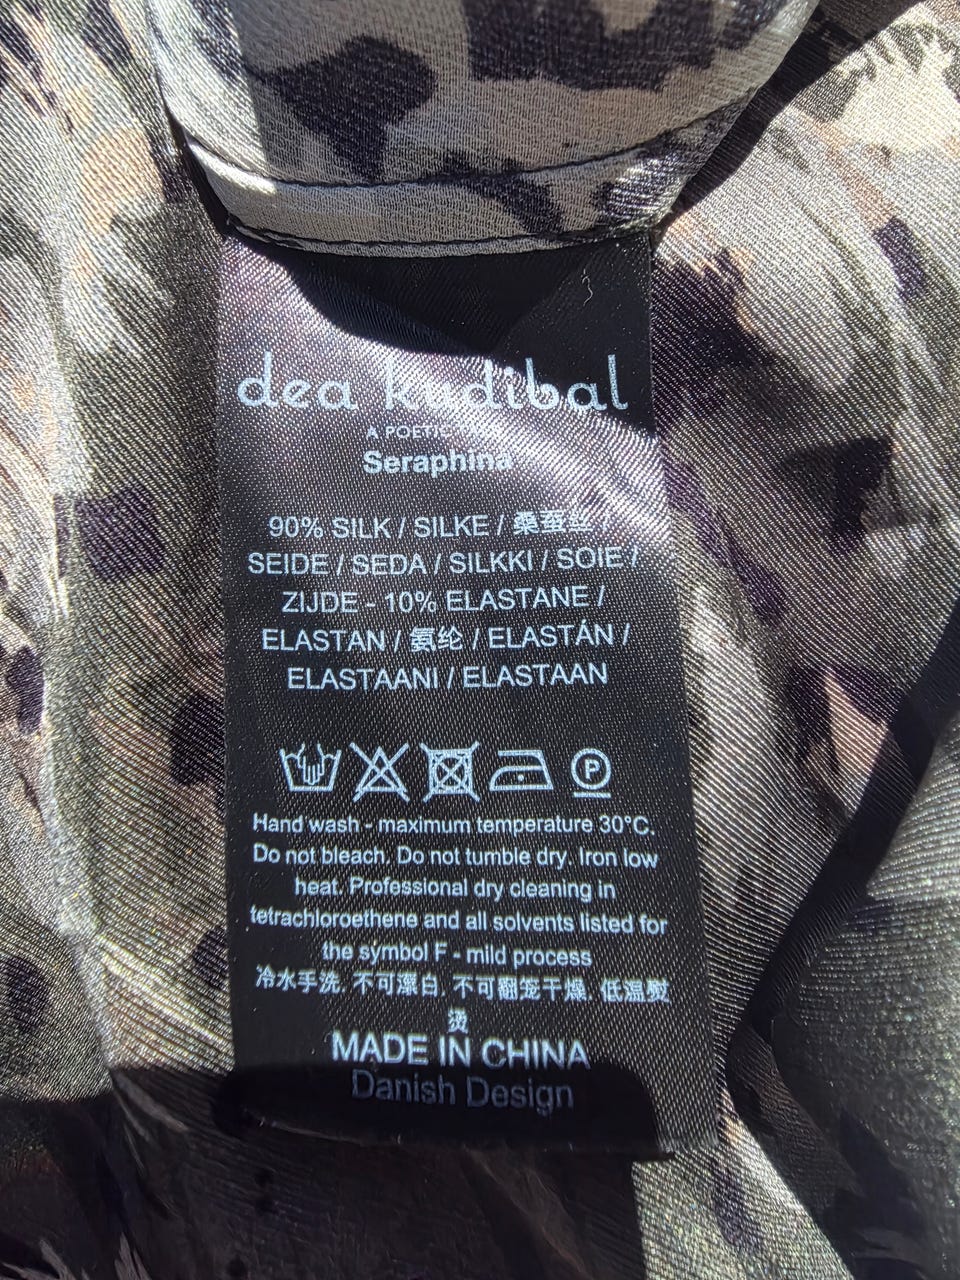 dea kudibal
A POETIC
Seraphina
90% SILK / SILKE / 桑蚕丝 /
SEIDE / SEDA / SILKKI / SOIE /
ZIJDE - 10% ELASTANE /
ELASTAN / 氨纶 / ELASTÁN /
ELASTAANI / ELASTAAN
P
Hand wash - maximum temperature 30°C.
Do not bleach. Do not tumble dry. Iron low
heat. Professional dry cleaning in
tetrachloroethene and all solvents listed for
the symbol F - mild process
冷水手洗, 不可漂白, 不可翻笼干燥, 低温熨
烫
MADE IN CHINA
Danish Design